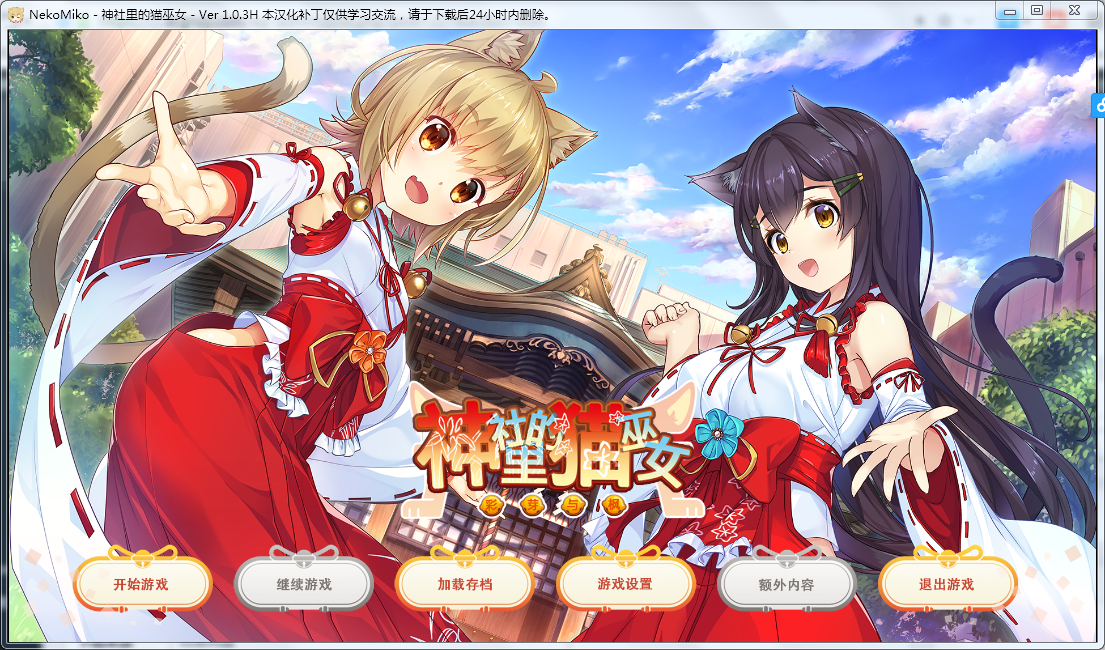 NekoMiko - 神社里的猫巫女 - Ver 1.0.3H 本汉化补丁仅供学习交流，请于下载后24小时内删除。
神社里的猫巫女
彩芽与枫
开始游戏
继续游戏
加载存档
游戏设置
额外内容
退出游戏